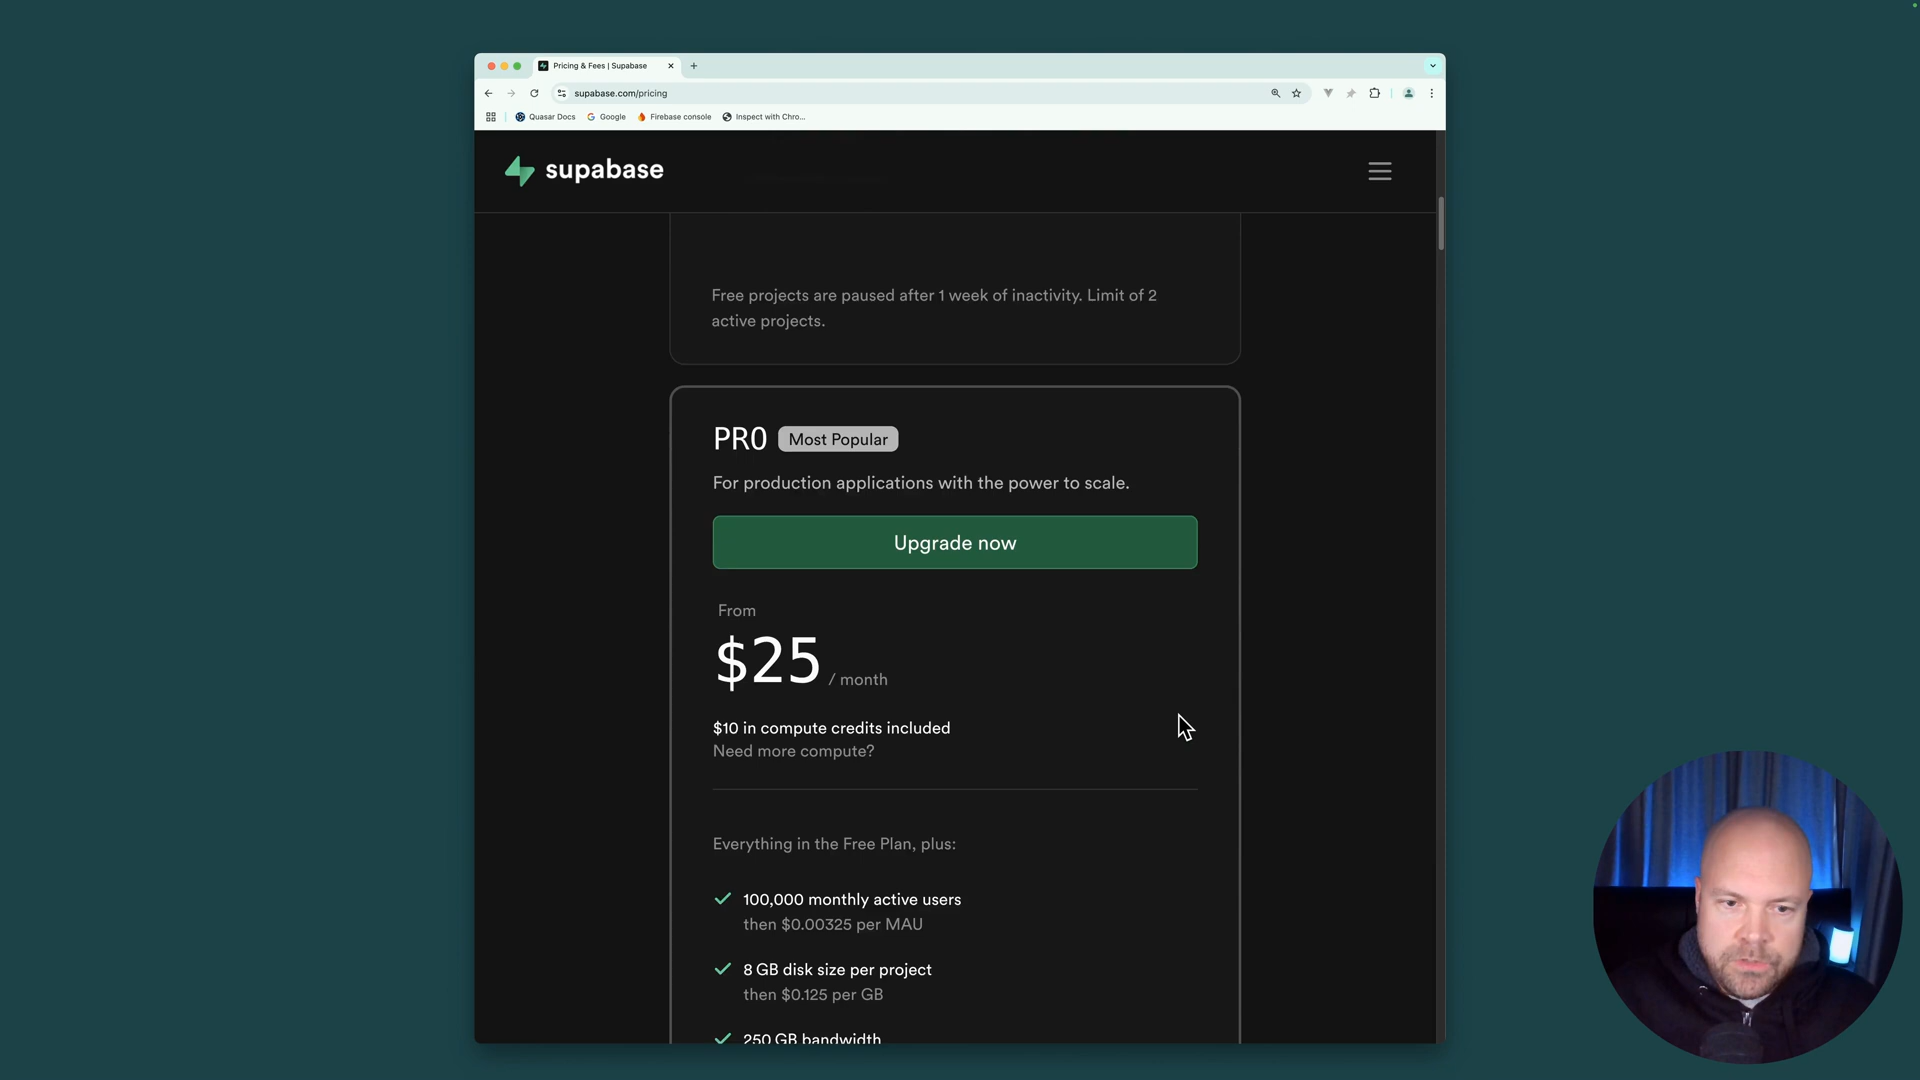 Pricing & Fees | Supabase
supabase.com/pricing
Quasar Docs
Google
Firebase console
Inspect with Chro...
supabase
Free projects are paused after 1 week of inactivity. Limit of 2
active projects.
PRO Most Popular
For production applications with the power to scale.
Upgrade now
From
$25 / month
$10 in compute credits included
Need more compute?
Everything in the Free Plan, plus:
100,000 monthly active users
then $0.00325 per MAU
8 GB disk size per project
then $0.125 per GB
250 GB bandwidth